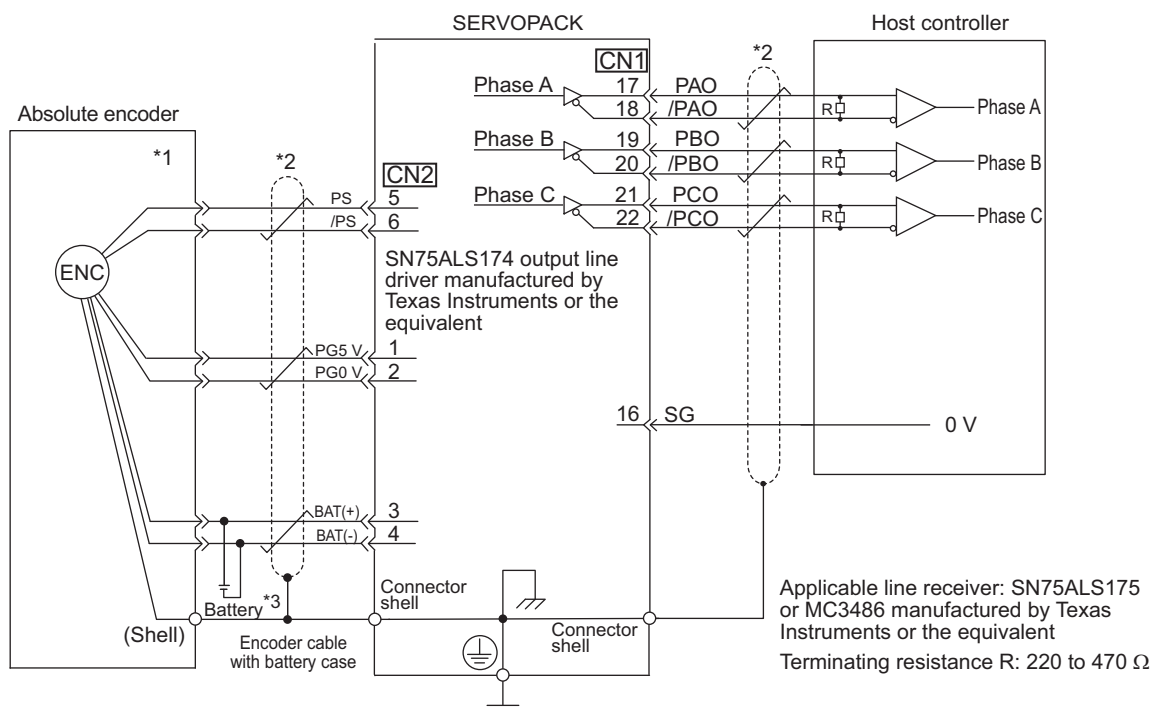 SERVOPACK
Host controller
Absolute encoder
*1
*2
CN2
PS 5
/PS 6
ENC
SN75ALS174 output line
driver manufactured by
Texas Instruments or the
equivalent
PG5 V 1
PG0 V 2
BAT(+) 3
BAT(-) 4
Battery *3
(Shell)
Encoder cable
with battery case
Connector
shell
CN1
*2
Phase A 17 PAO R Phase A
18 /PAO
Phase B 19 PBO R Phase B
20 /PBO
Phase C 21 PCO R Phase C
22 /PCO
16 SG 0 V
Connector
shell
Applicable line receiver: SN75ALS175
or MC3486 manufactured by Texas
Instruments or the equivalent
Terminating resistance R: 220 to 470 Ω